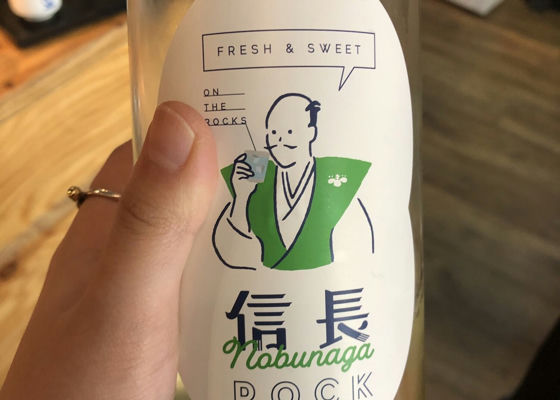 FRESH & SWEET
ON
THE
ROCKS
信長
Nobunaga
ROCK